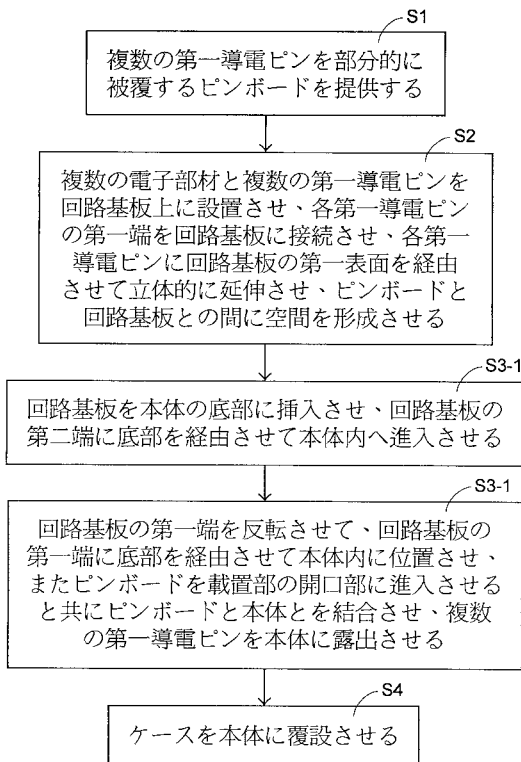 S1
複数の第一導電ピンを部分的に
被覆するピンボードを提供する
S2
複数の電子部材と複数の第一導電ピンを
回路基板上に設置させ、各第一導電ピン
の第一端を回路基板に接続させ、各第一
導電ピンに回路基板の第一表面を経由
させて立体的に延伸させ、ピンボードと
回路基板との間に空間を形成させる
S3-1
回路基板を本体の底部に挿入させ、回路基板の
第二端に底部を経由させて本体内へ進入させる
S3-1
回路基板の第一端を反転させて、回路基板の
第一端に底部を経由させて本体内に位置させ、
またピンボードを載置部の開口部に進入させる
と共にピンボードと本体とを結合させ、複数
の第一導電ピンを本体に露出させる
S4
ケースを本体に覆設させる